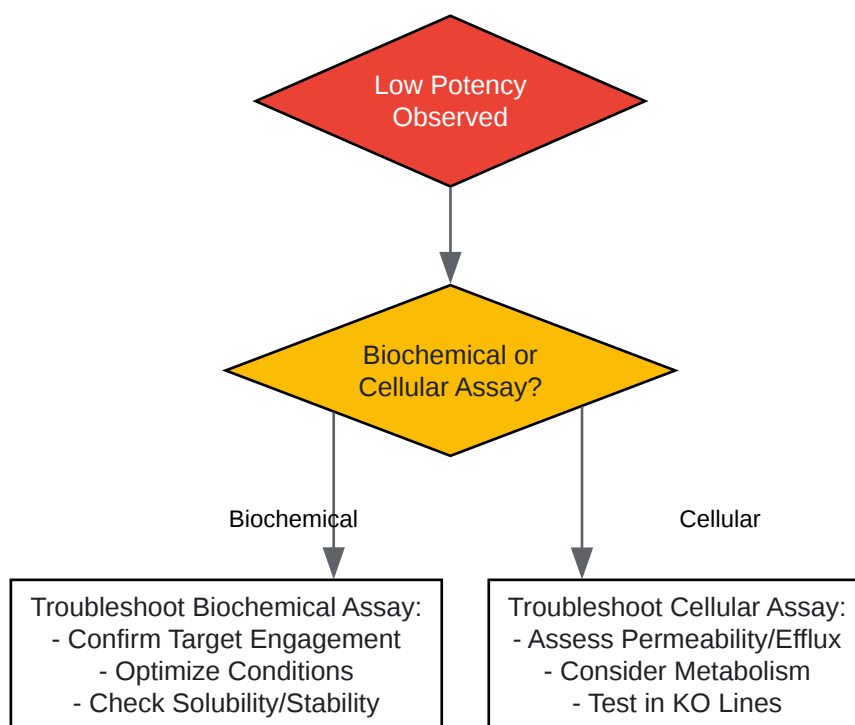 Low Potency
Observed
Biochemical or
Cellular Assay?
Biochemical
Cellular
Troubleshoot Biochemical Assay:
- Confirm Target Engagement
- Optimize Conditions
- Check Solubility/Stability
Troubleshoot Cellular Assay:
- Assess Permeability/Efflux
- Consider Metabolism
- Test in KO Lines